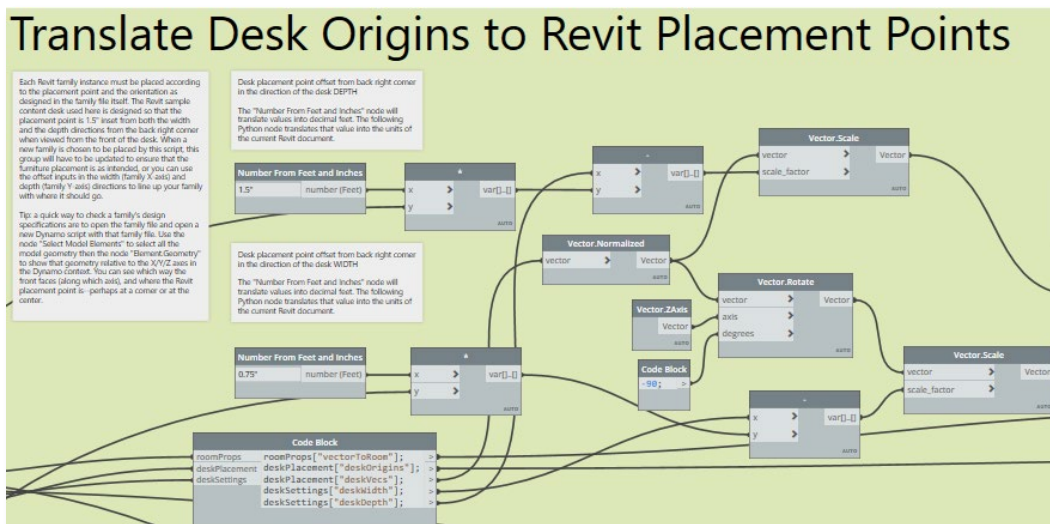 Translate Desk Origins to Revit Placement Points
Each Revit family instance must be placed according
to the placement point and the orientation as
designed in the family file itself. The Revit sample
content desk used here is designed so that the
placement point is 1.5" inset from both the width
and the depth directions from the back right corner
when viewed from the front of the desk. When a
new family is chosen to be placed by this script, this
group will have to be updated to ensure that the
furniture placement is as intended, or you can use
the offset inputs in the width (family X-axis) and
depth (family Y-axis) directions to line up your family
with where it should go.
Tip: a quick way to check a family's design
specifications are to open the family file and open a
new Dynamo script with that family file. Use the
node "Select Model Elements" to select all the
model geometry then the node "Element.Geometry"
to show that geometry relative to the X/Y/Z axes in
the Dynamo context. You can see which way the
front faces (along which axis), and where the Revit
placement point is--perhaps at a corner or at the
center.
Desk placement point offset from back right corner
in the direction of the desk DEPTH
The "Number From Feet and Inches" node will
translate values into decimal feet. The following
Python node translates that value into the units of
the current Revit document.
Number From Feet and Inches
1.5" number (Feet)
*
x > var[]..[]
y >
AUTO
-
x > var[]..[]
y >
AUTO
Vector.Scale
vector > Vector
scale_factor >
AUTO
Desk placement point offset from back right corner
in the direction of the desk WIDTH
The "Number From Feet and Inches" node will
translate values into decimal feet. The following
Python node translates that value into the units of
the current Revit document.
Vector.Normalized
vector > Vector
AUTO
Vector.Rotate
vector > Vector
axis >
degrees >
AUTO
Vector.ZAxis
Vector
AUTO
Code Block
-90; >
Number From Feet and Inches
0.75" number (Feet)
*
x > var[]..[]
y >
AUTO
Vector.Scale
vector > Vector
scale_factor >
AUTO
-
x > var[]..[]
y >
AUTO
Code Block
roomProps roomProps["vectorToRoom"]; >
deskPlacement deskPlacement["deskOrigins"]; >
deskSettings deskPlacement["deskVecs"]; >
deskSettings["deskWidth"]; >
deskSettings["deskDepth"]; >